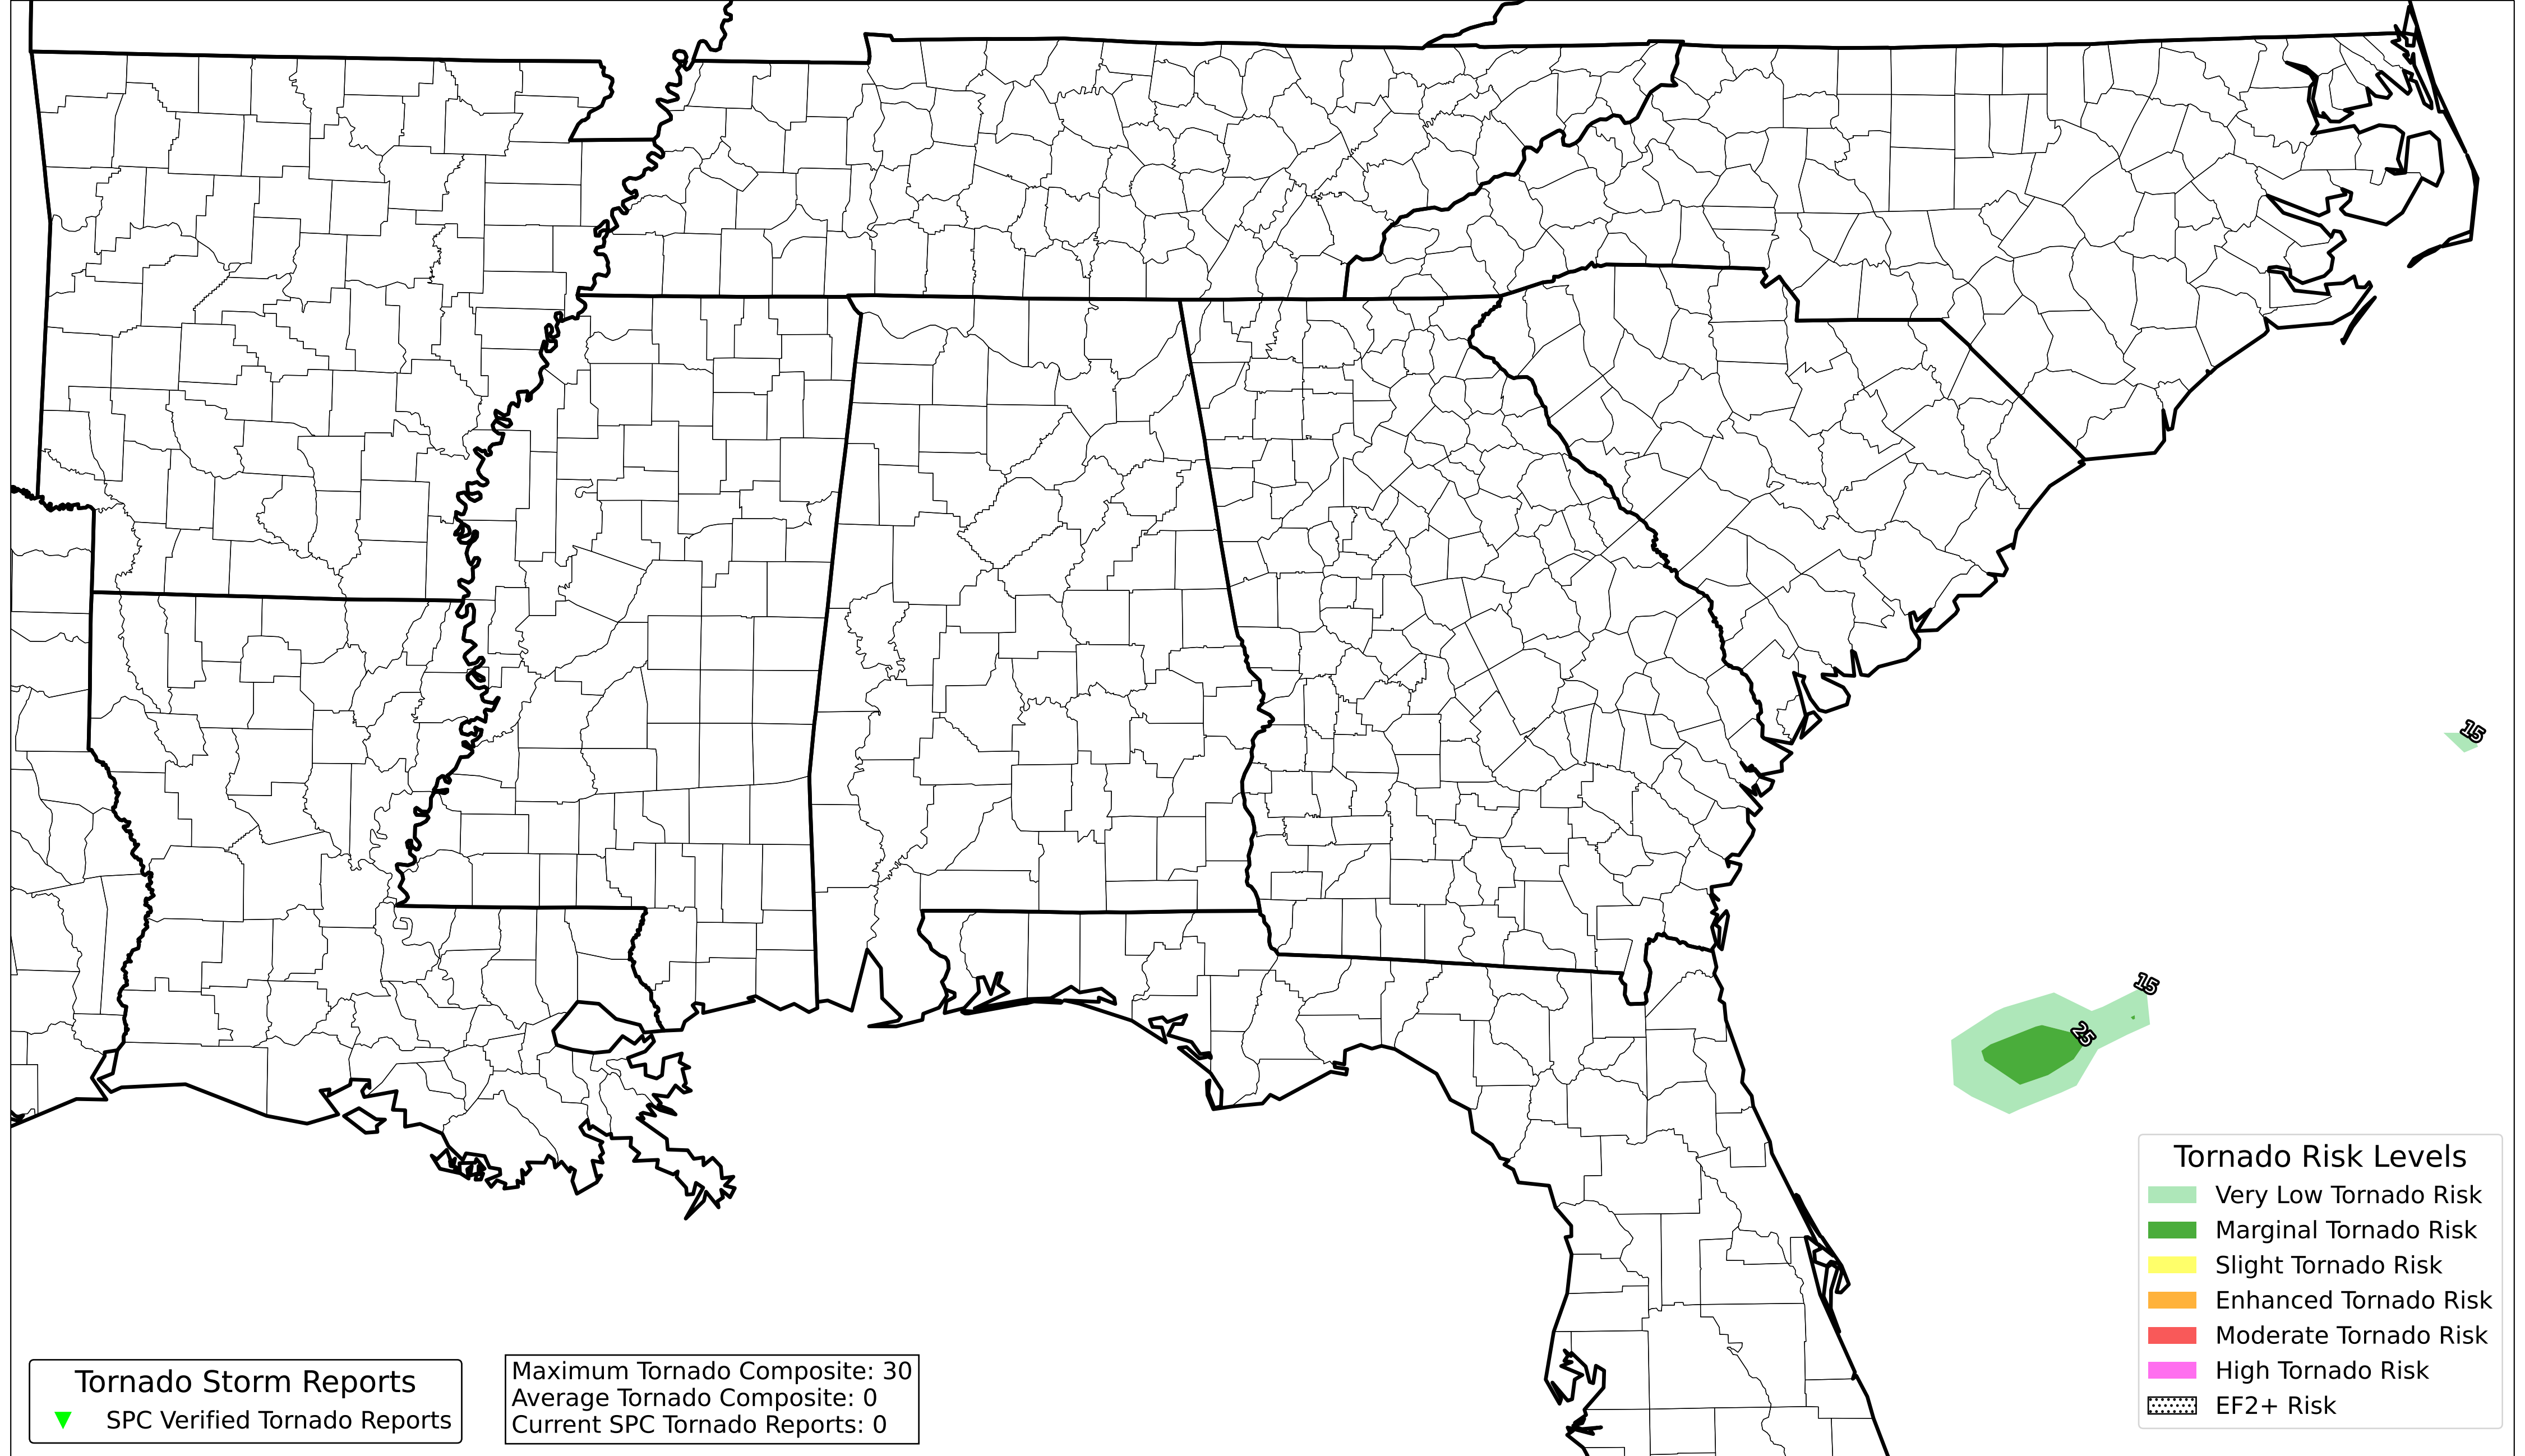 15
15
25
Tornado Risk Levels
Very Low Tornado Risk
Marginal Tornado Risk
Slight Tornado Risk
Enhanced Tornado Risk
Moderate Tornado Risk
High Tornado Risk
EF2+ Risk
Tornado Storm Reports
SPC Verified Tornado Reports
Maximum Tornado Composite: 30
Average Tornado Composite: 0
Current SPC Tornado Reports: 0